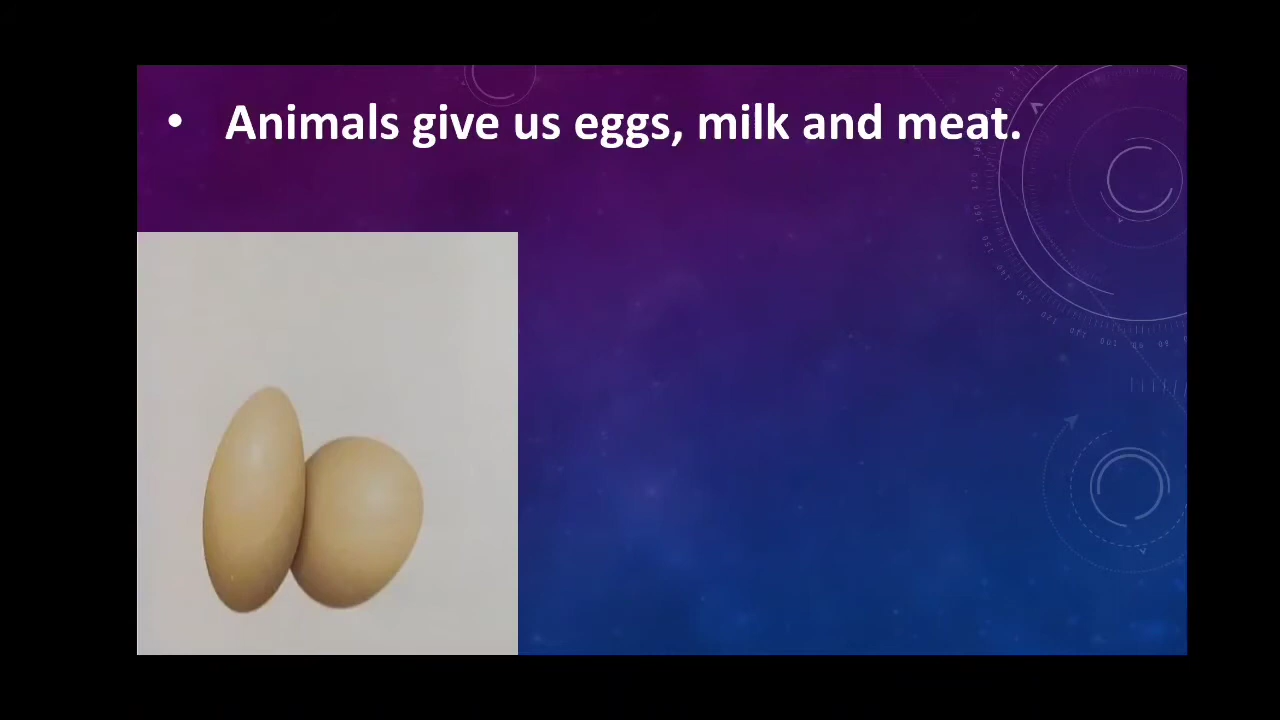 • Animals give us eggs, milk and meat.